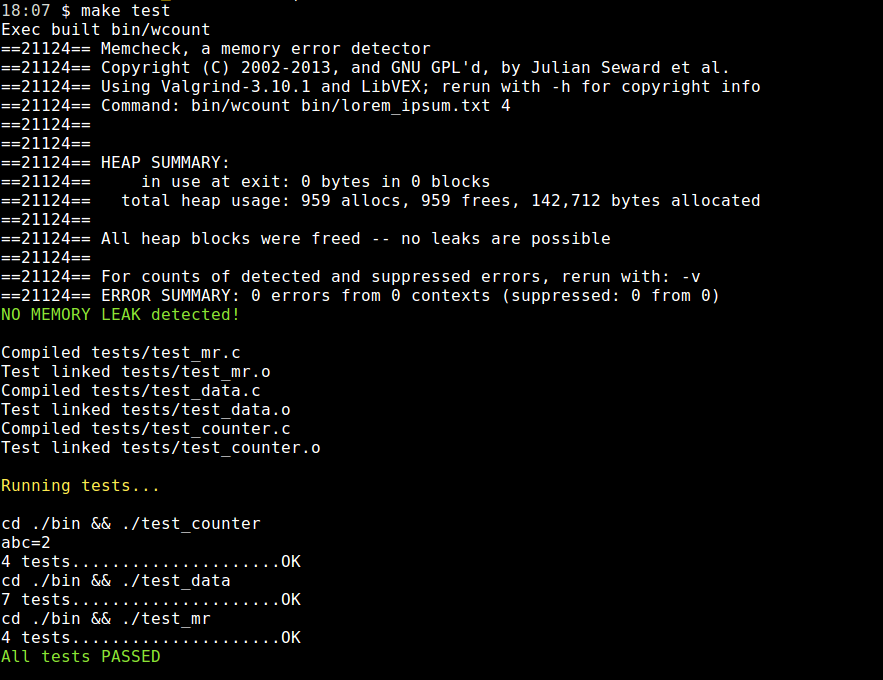 18:07 $ make test
Exec built bin/wcount
==21124== Memcheck, a memory error detector
==21124== Copyright (C) 2002-2013, and GNU GPL'd, by Julian Seward et al.
==21124== Using Valgrind-3.10.1 and LibVEX; rerun with -h for copyright info
==21124== Command: bin/wcount bin/lorem_ipsum.txt 4
==21124==
==21124==
==21124== HEAP SUMMARY:
==21124==     in use at exit: 0 bytes in 0 blocks
==21124==   total heap usage: 959 allocs, 959 frees, 142,712 bytes allocated
==21124==
==21124== All heap blocks were freed -- no leaks are possible
==21124==
==21124== For counts of detected and suppressed errors, rerun with: -v
==21124== ERROR SUMMARY: 0 errors from 0 contexts (suppressed: 0 from 0)
NO MEMORY LEAK detected!

Compiled tests/test_mr.c
Test linked tests/test_mr.o
Compiled tests/test_data.c
Test linked tests/test_data.o
Compiled tests/test_counter.c
Test linked tests/test_counter.o

Running tests...

cd ./bin && ./test_counter
abc=2
4 tests.....................OK
cd ./bin && ./test_data
7 tests.....................OK
cd ./bin && ./test_mr
4 tests.....................OK
All tests PASSED